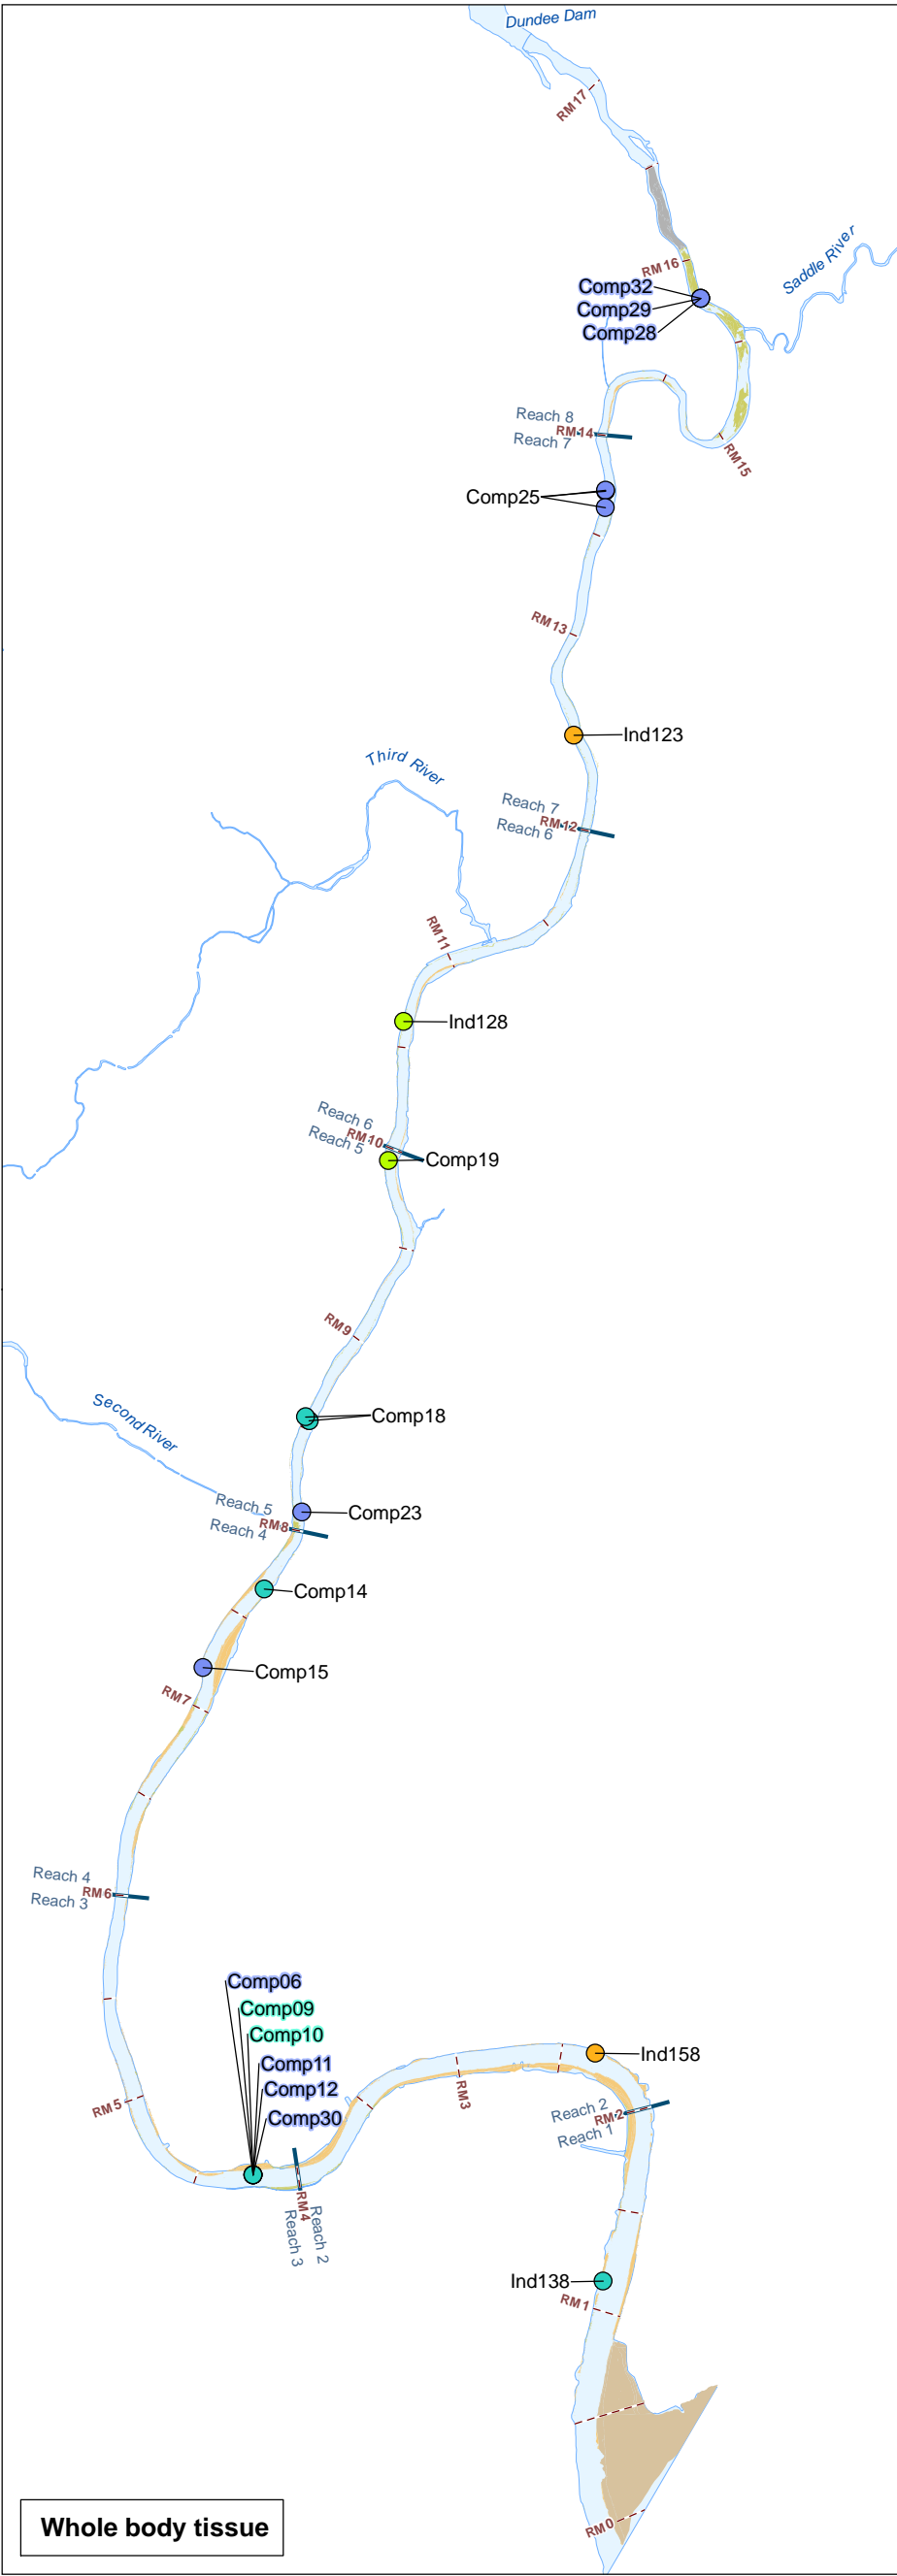 Dundee Dam
RM17
Saddle River
RM16
Comp32
Comp29
Comp28
Reach 8
RM14
Reach 7
RM15
Comp25
RM13
Ind123
Third River
Reach 7
RM12
Reach 6
RM11
Ind128
Reach 6
RM10
Reach 5
Comp19
RM9
Second River
Comp18
Reach 5
RM8
Reach 4
Comp23
Comp14
Comp15
RM7
Reach 4
RM6
Reach 3
Comp06
Comp09
Comp10
Comp11
Comp12
Comp30
RM5
RM3
Ind158
Reach 2
RM2
Reach 1
RM4
Reach 2
Reach 3
Ind138
RM1
RM0
Whole body tissue